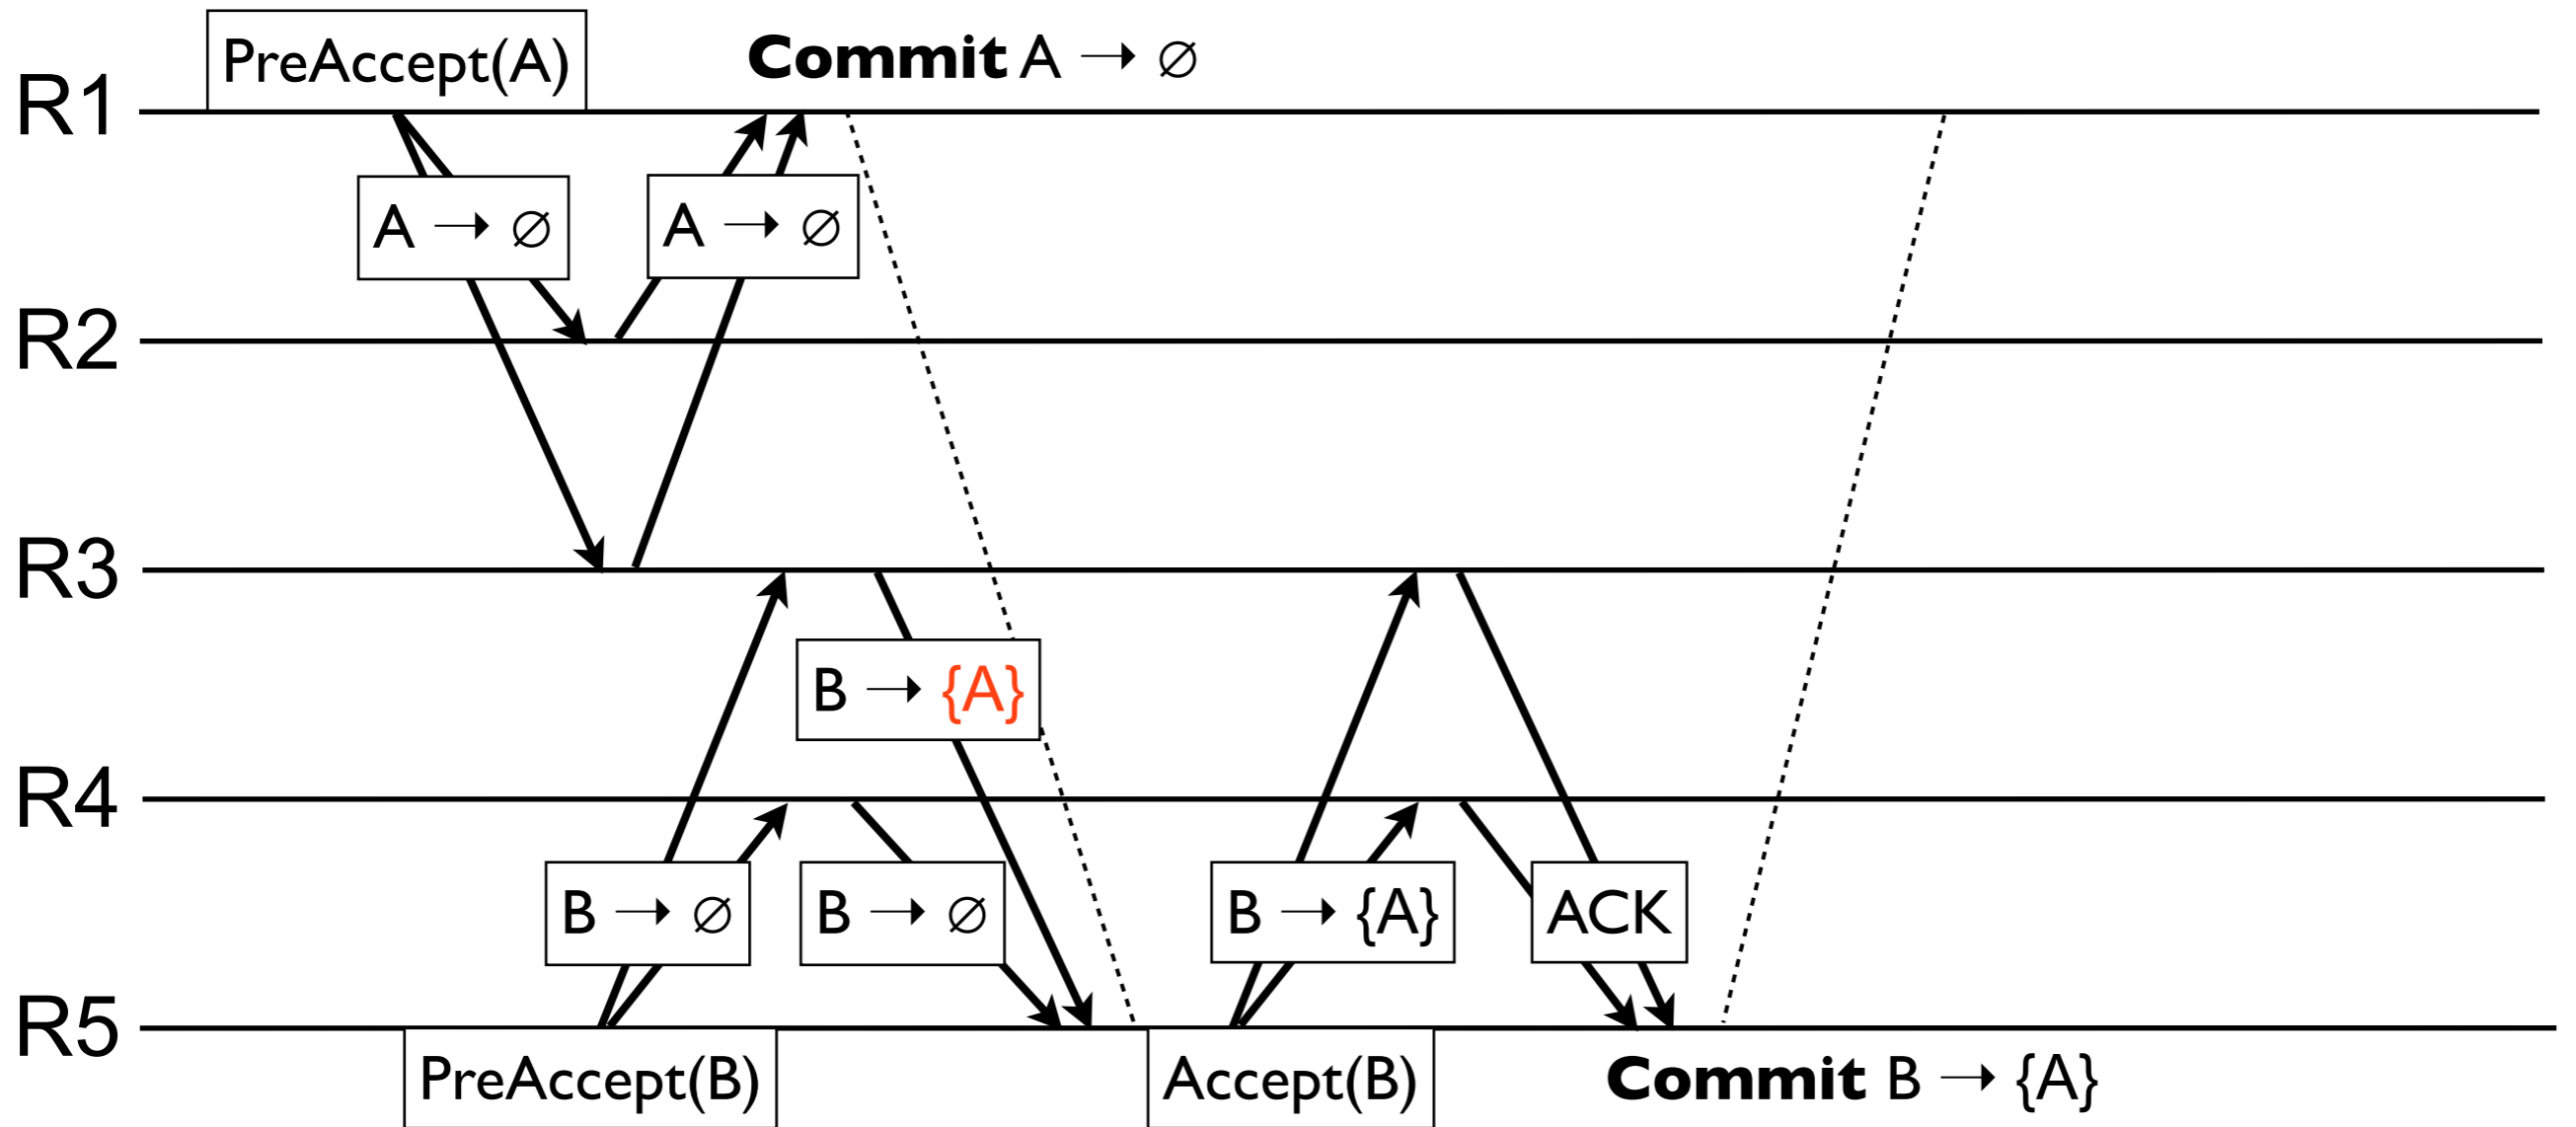 PreAccept(A)
Commit A → ∅
R1
A → ∅
A → ∅
R2
R3
B → {A}
R4
B → ∅
B → ∅
B → {A}
ACK
R5
PreAccept(B)
Accept(B)
Commit B → {A}